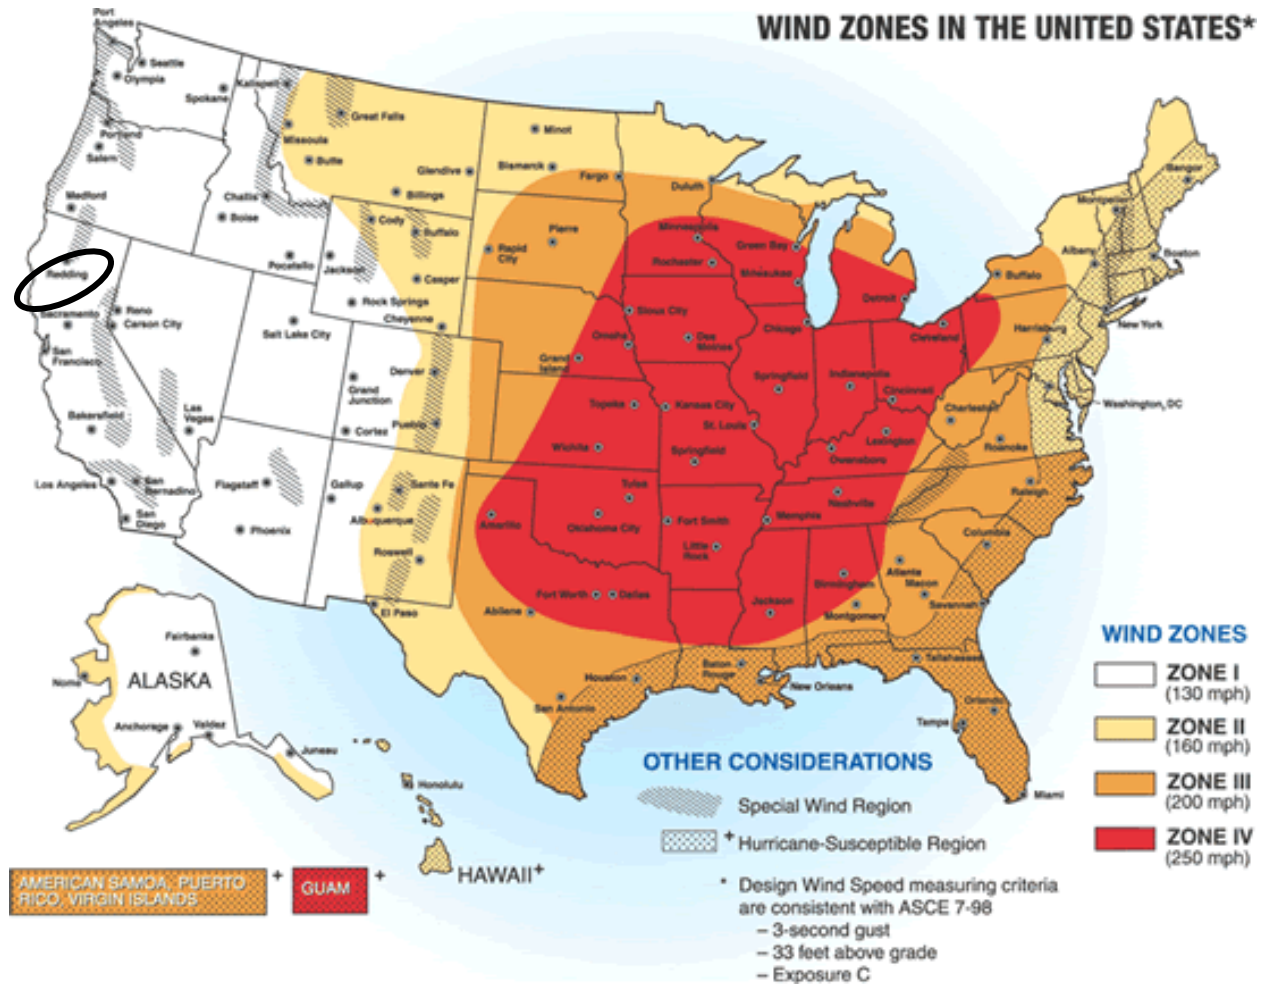 WIND ZONES IN THE UNITED STATES*
Port
Angeles
Seattle
Olympia
Spokane
Kalispell
Great Falls
Missoula
Butte
Glendive
Billings
Minot
Bismarck
Fargo
Duluth
Portland
Salem
Medford
Challis
Boise
Cody
Buffalo
Pierre
Rapid
City
Minneapolis
Green Bay
Rochester
Milwaukee
Bangor
Montpelier
Albany
Boston
Buffalo
Redding
Pocatello
Jackson
Casper
Rock Springs
Cheyenne
Sioux City
Detroit
Sacramento
Reno
Carson City
Salt Lake City
Omaha
Des
Moines
Chicago
Cleveland
Harrisburg
New York
San
Francisco
Grand
Junction
Denver
Grand
Island
Springfield
Indianapolis
Cincinnati
Washington, DC
Bakersfield
Las
Vegas
Cortez
Pueblo
Topeka
Kansas City
St. Louis
Charleston
Lexington
Roanoke
Wichita
Springfield
Owensboro
Los Angeles
San
Bernadino
Flagstaff
Gallup
Sante Fe
Tulsa
Nashville
Raleigh
San
Diego
Phoenix
Albuquerque
Amarillo
Oklahoma City
Fort Smith
Memphis
Columbia
Roswell
Little
Rock
Atlanta
Macon
Birmingham
El Paso
Abilene
Fort Worth
Dallas
Jackson
Montgomery
Savannah
Fairbanks
Nome
ALASKA
Anchorage
Valdez
Juneau
Houston
San Antonio
Baton
Rouge
New Orleans
Tallahassee
Orlando
Tampa
Miami
Honolulu
HAWAII+
AMERICAN SAMOA, PUERTO
RICO, VIRGIN ISLANDS
+
GUAM
+
WIND ZONES
ZONE I
(130 mph)
ZONE II
(160 mph)
ZONE III
(200 mph)
ZONE IV
(250 mph)
OTHER CONSIDERATIONS
Special Wind Region
+ Hurricane-Susceptible Region
* Design Wind Speed measuring criteria
are consistent with ASCE 7-98
– 3-second gust
– 33 feet above grade
– Exposure C